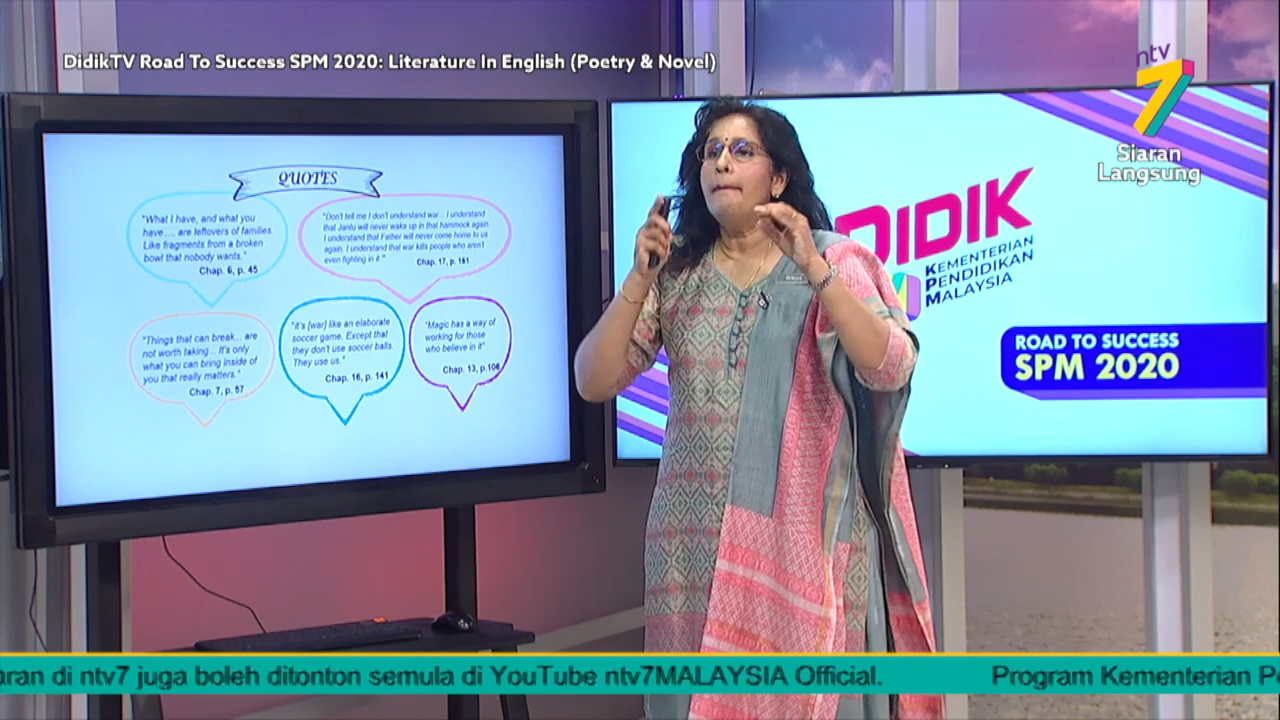 DidikTV Road To Success SPM 2020: Literature In English (Poetry & Novel)
ntv
7
Siaran
Langsung
QUOTES
"What I have, and what you
have.... are leftovers of families.
Like fragments from a broken
bowl that nobody wants."
Chap. 6, p. 45
"Don't tell me I don't understand war... I understand
that Jantu will never wake up in that hammock again.
I understand that Father will never come home to us
again. I understand that war kills people who aren't
even fighting in it."
Chap. 17, p. 151
"Things that can break... are
not worth taking... It's only
what you can bring inside of
you that really matters."
Chap. 7, p. 57
"It's [war] like an elaborate
soccer game. Except that
they don't use soccer balls.
They use us."
Chap. 16, p. 141
"Magic has a way of
working for those
who believe in it"
Chap. 13, p.106
DIDIK
KEMENTERIAN
PENDIDIKAN
MALAYSIA
ROAD TO SUCCESS
SPM 2020
aran di ntv7 juga boleh ditonton semula di YouTube ntv7MALAYSIA Official.
Program Kementerian Pe